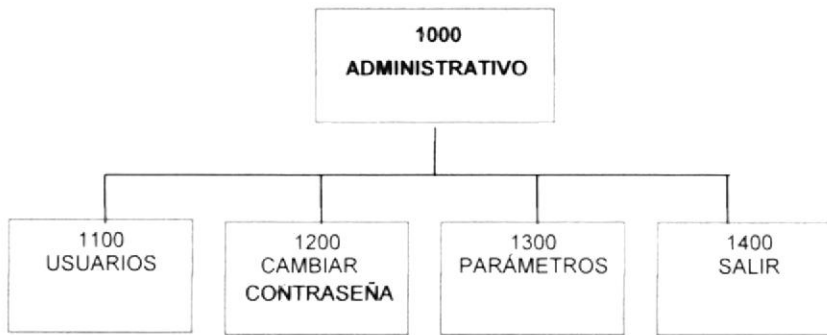 1000
ADMINISTRATIVO
1100
USUARIOS
1200
CAMBIAR
CONTRASEÑA
1300
PARÁMETROS
1400
SALIR